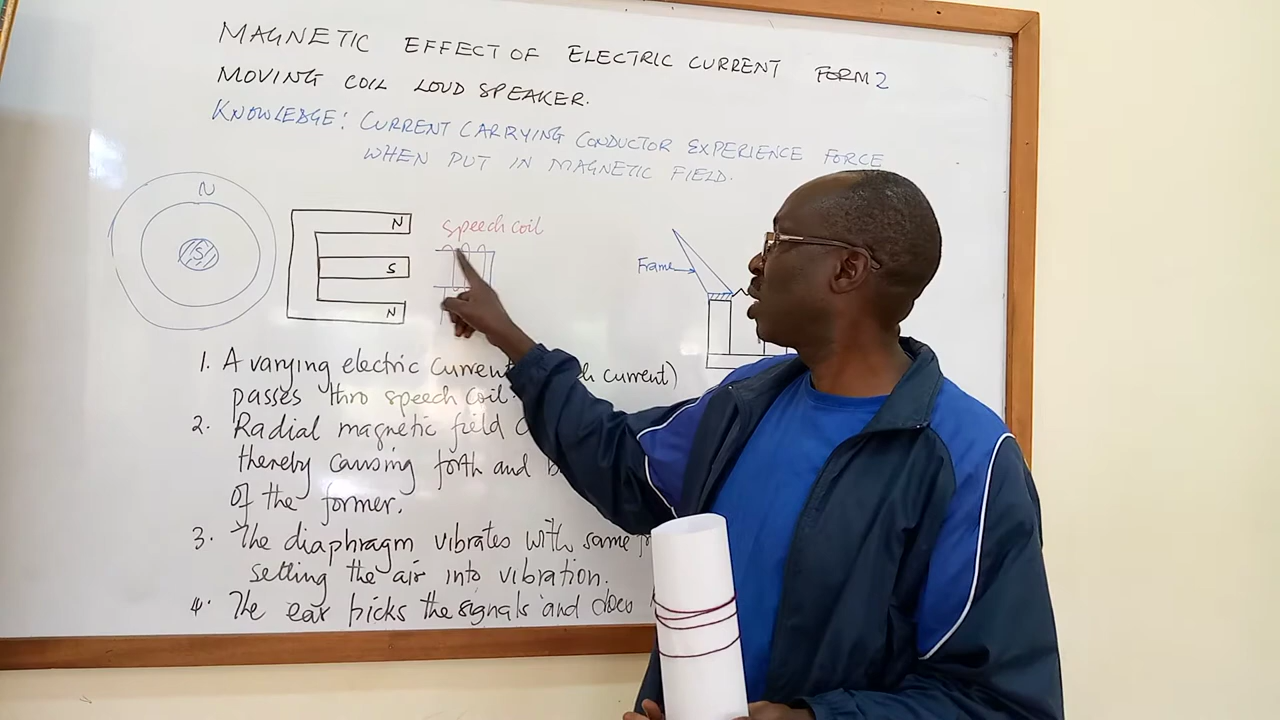 MAGNETIC EFFECT OF ELECTRIC CURRENT FORM 2
MOVING COIL LOUD SPEAKER.
KNOWLEDGE: CURRENT CARRYING CONDUCTOR EXPERIENCE FORCE
WHEN PUT IN MAGNETIC FIELD.
N
S
N
S
N
speech coil
Frame
1. A varying electric current current)
passes thro speech coil.
2. Radial magnetic field
thereby causing forth and
of the former.
3. The diaphragm vibrates with same
setting the air into vibration.
4. The ear picks the signals and does